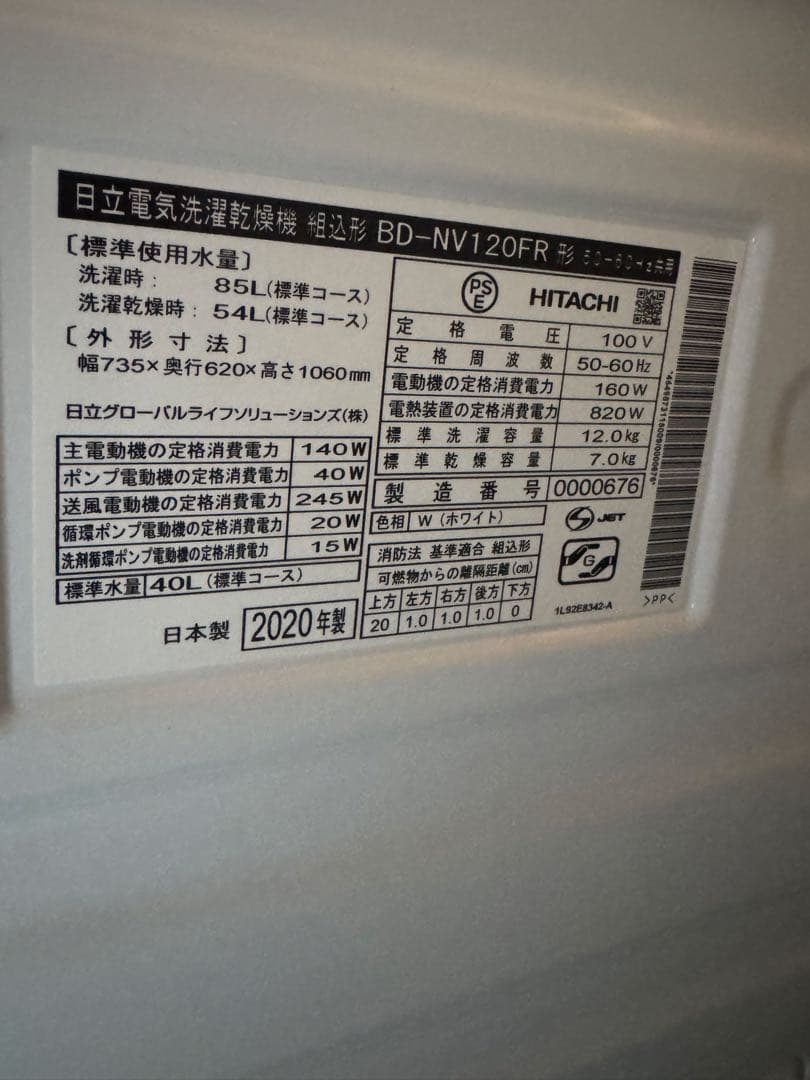 日立電気洗濯乾燥機 組込形 BD-NV120FR 形 50-60Hz共用
〔標準使用水量〕
洗濯時: 85L(標準コース)
洗濯乾燥時: 54L(標準コース)
〔外形寸法〕
幅735×奥行620×高さ1060mm
日立グローバルライフソリューションズ(株)
主電動機の定格消費電力 140W
ポンプ電動機の定格消費電力 40W
送風電動機の定格消費電力 245W
循環ポンプ電動機の定格消費電力 20W
洗剤循環ポンプ電動機の定格消費電力 15W
標準水量 40L(標準コース)
日本製 2020年製
PSE HITACHI
定格電圧 100V
定格周波数 50-60Hz
電動機の定格消費電力 160W
電熱装置の定格消費電力 820W
標準洗濯容量 12.0kg
標準乾燥容量 7.0kg
製造番号 0000676
色相 W(ホワイト)
JET
消防法 基準適合 組込形
可燃物からの離隔距離(cm)
上方 左方 右方 後方 下方
20 1.0 1.0 1.0 0
G
1L92E8342-A
>PP<